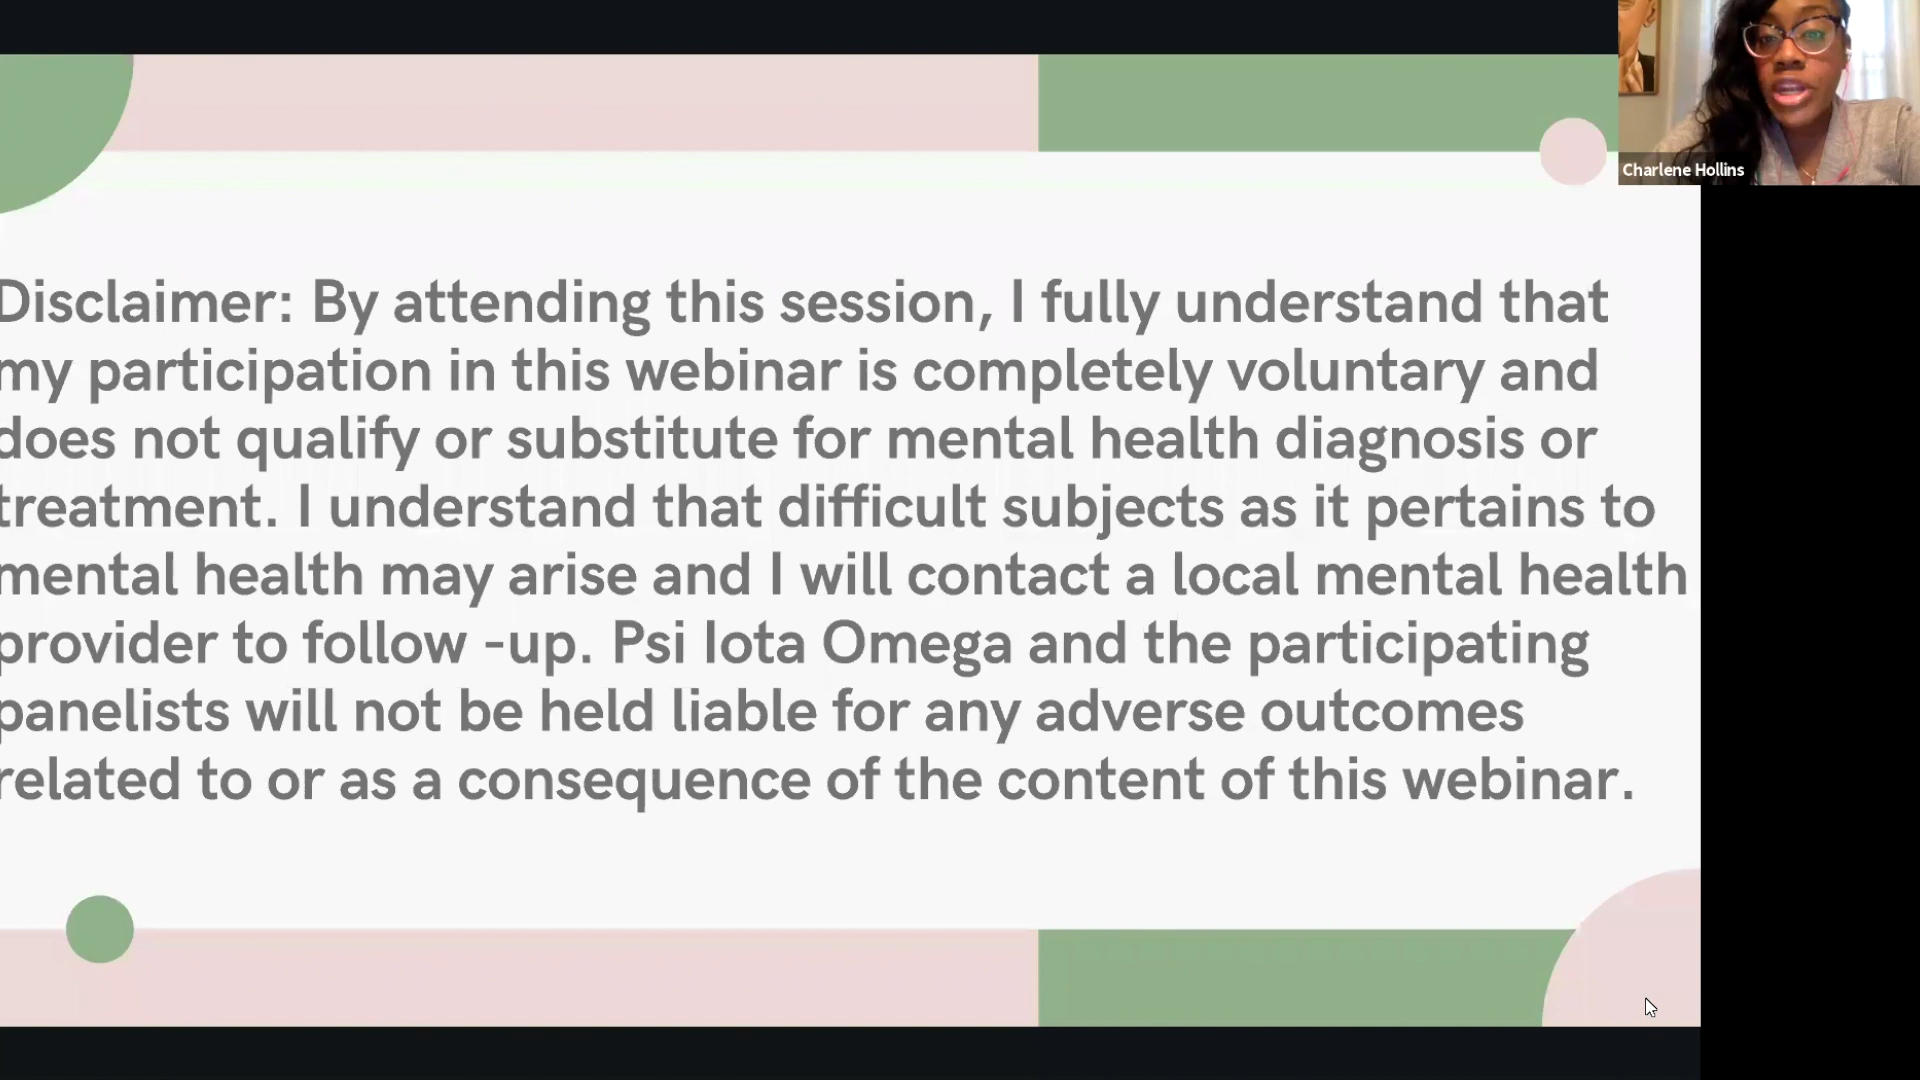 Charlene Hollins
Disclaimer: By attending this session, I fully understand that
my participation in this webinar is completely voluntary and
does not qualify or substitute for mental health diagnosis or
treatment. I understand that difficult subjects as it pertains to
mental health may arise and I will contact a local mental health
provider to follow -up. Psi Iota Omega and the participating
panelists will not be held liable for any adverse outcomes
related to or as a consequence of the content of this webinar.